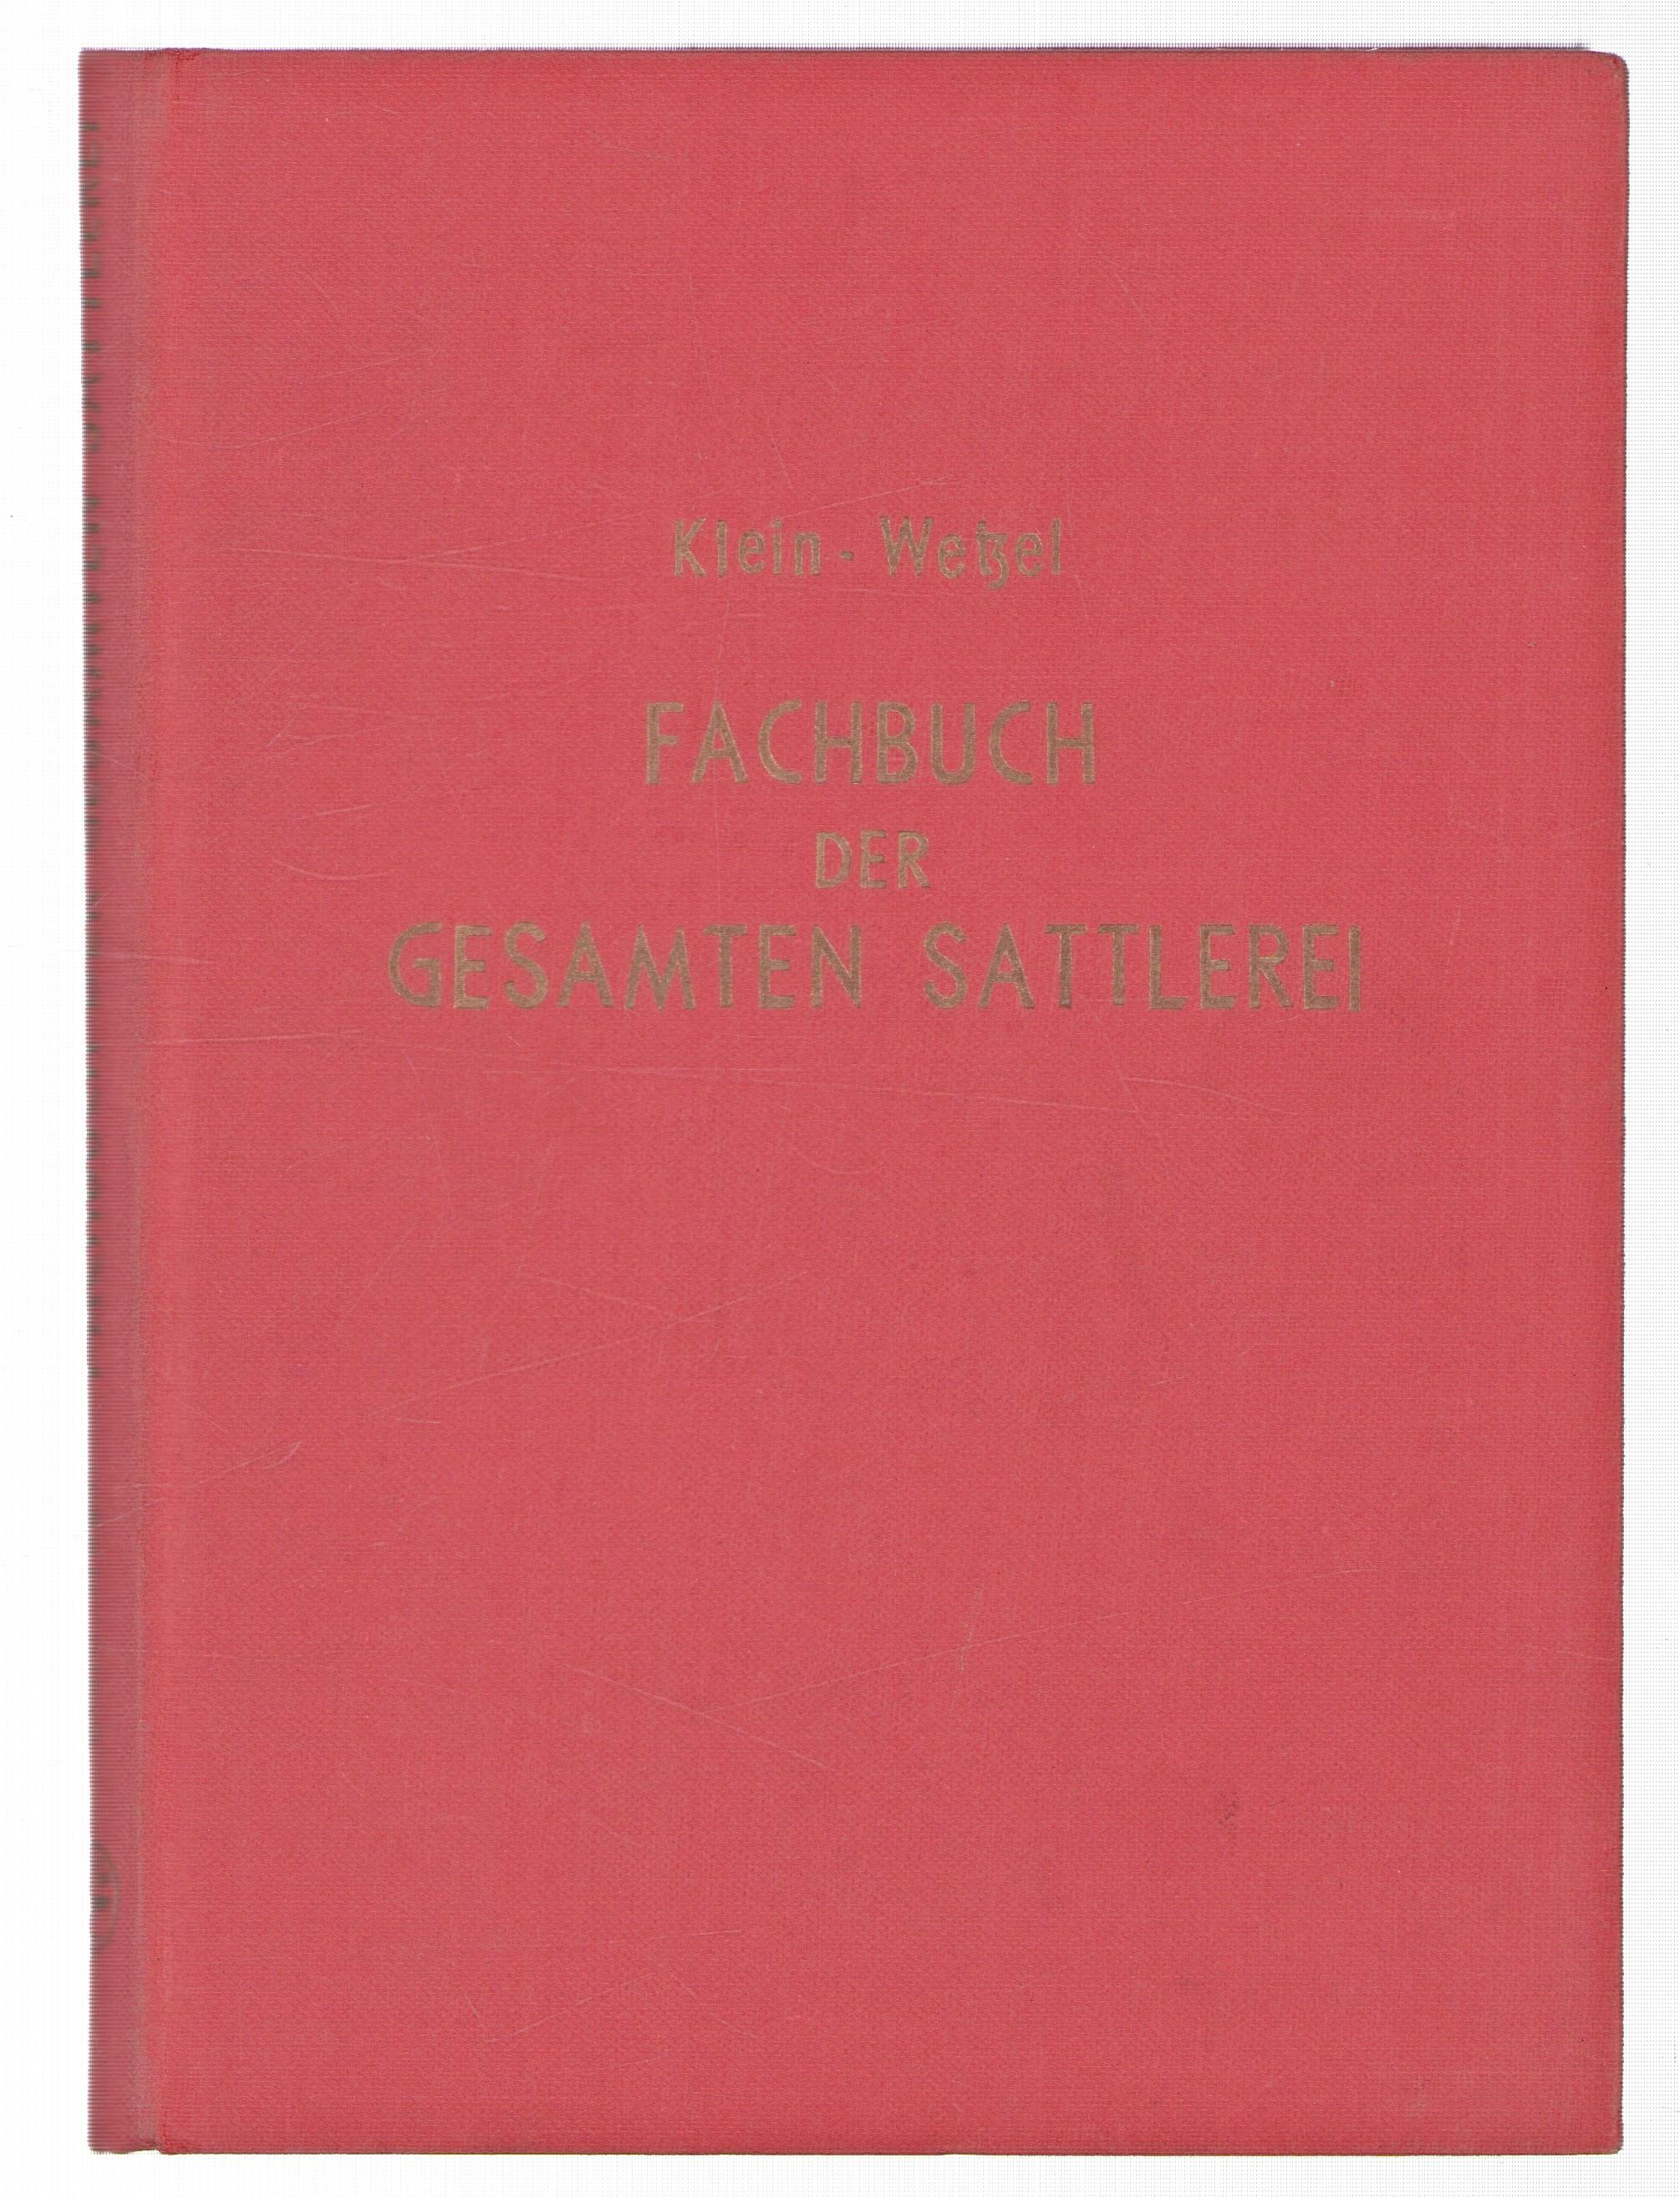 Klein - Wetzel
FACHBUCH
DER
GESAMTEN SATTLEREI